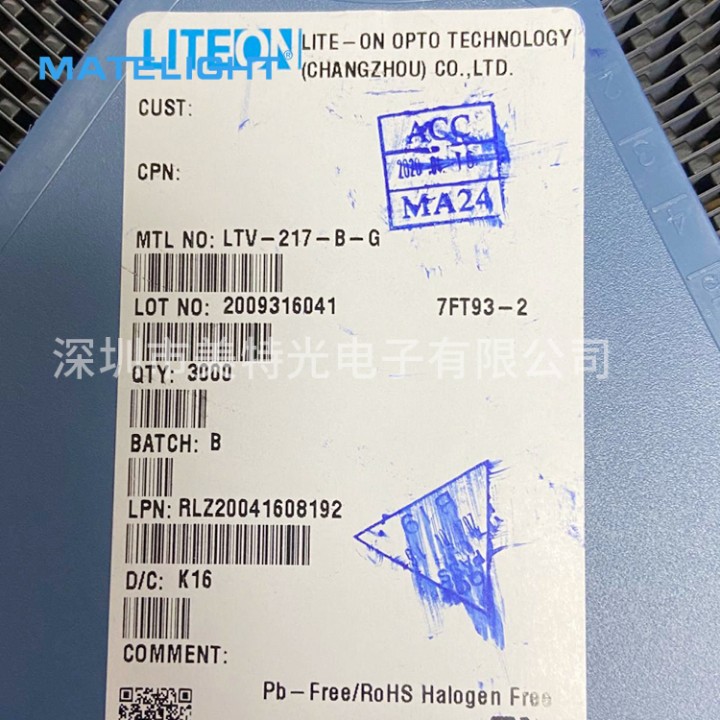 LITEON
MATELIGHT
LITE-ON OPTO TECHNOLOGY
(CHANGZHOU) CO.,LTD.
CUST:
ACC
CPN:
MA24
MTL NO: LTV-217-B-G
LOT NO: 2009316041 7FT93-2
深圳市美特光电子有限公司
QTY: 3000
BATCH: B
LPN: RLZ20041608192
D/C: K16
COMMENT:
Pb-Free/RoHS Halogen Free